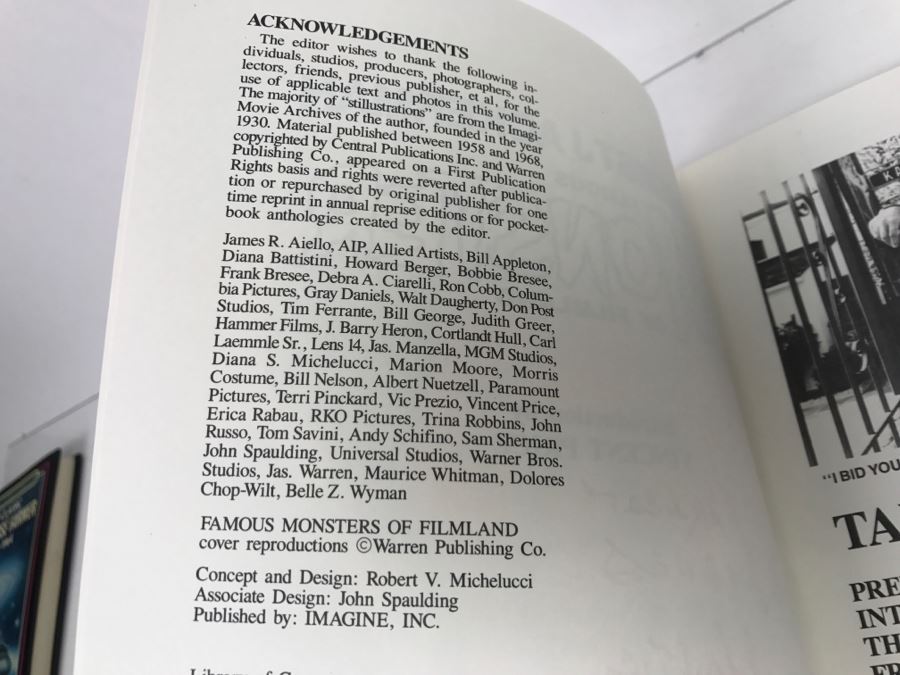 ACKNOWLEDGEMENTS
The editor wishes to thank the following in-
dividuals, studios, producers, photographers, col-
lectors, friends, previous publisher, et al, for the
use of applicable text and photos in this volume.
The majority of "stillustrations" are from the Imagi-
Movie Archives of the author, founded in the year
1930. Material published between 1958 and 1968,
copyrighted by Central Publications Inc. and Warren
Publishing Co., appeared on a First Publication
Rights basis and rights were reverted after publica-
tion or repurchased by original publisher for one
time reprint in annual reprise editions or for pocket-
book anthologies created by the editor.
James R. Aiello, AIP, Allied Artists, Bill Appleton,
Diana Battistini, Howard Berger, Bobbie Bresee,
Frank Bresee, Debra A. Ciarelli, Ron Cobb, Colum-
bia Pictures, Gray Daniels, Walt Daugherty, Don Post
Studios, Tim Ferrante, Bill George, Judith Greer,
Hammer Films, J. Barry Heron, Cortlandt Hull, Carl
Laemmle Sr., Lens 14, Jas. Manzella, MGM Studios,
Diana S. Michelucci, Marion Moore, Morris
Costume, Bill Nelson, Albert Nuetzell, Paramount
Pictures, Terri Pinckard, Vic Prezio, Vincent Price,
Erica Rabau, RKO Pictures, Trina Robbins, John
Russo, Tom Savini, Andy Schifino, Sam Sherman,
John Spaulding, Universal Studios, Warner Bros.
Studios, Jas. Warren, Maurice Whitman, Dolores
Chop-Wilt, Belle Z. Wyman
FAMOUS MONSTERS OF FILMLAND
cover reproductions ©Warren Publishing Co.
Concept and Design: Robert V. Michelucci
Associate Design: John Spaulding
Published by: IMAGINE, INC.
Library of
"I BID YOU
TA
PRE
INT
TH